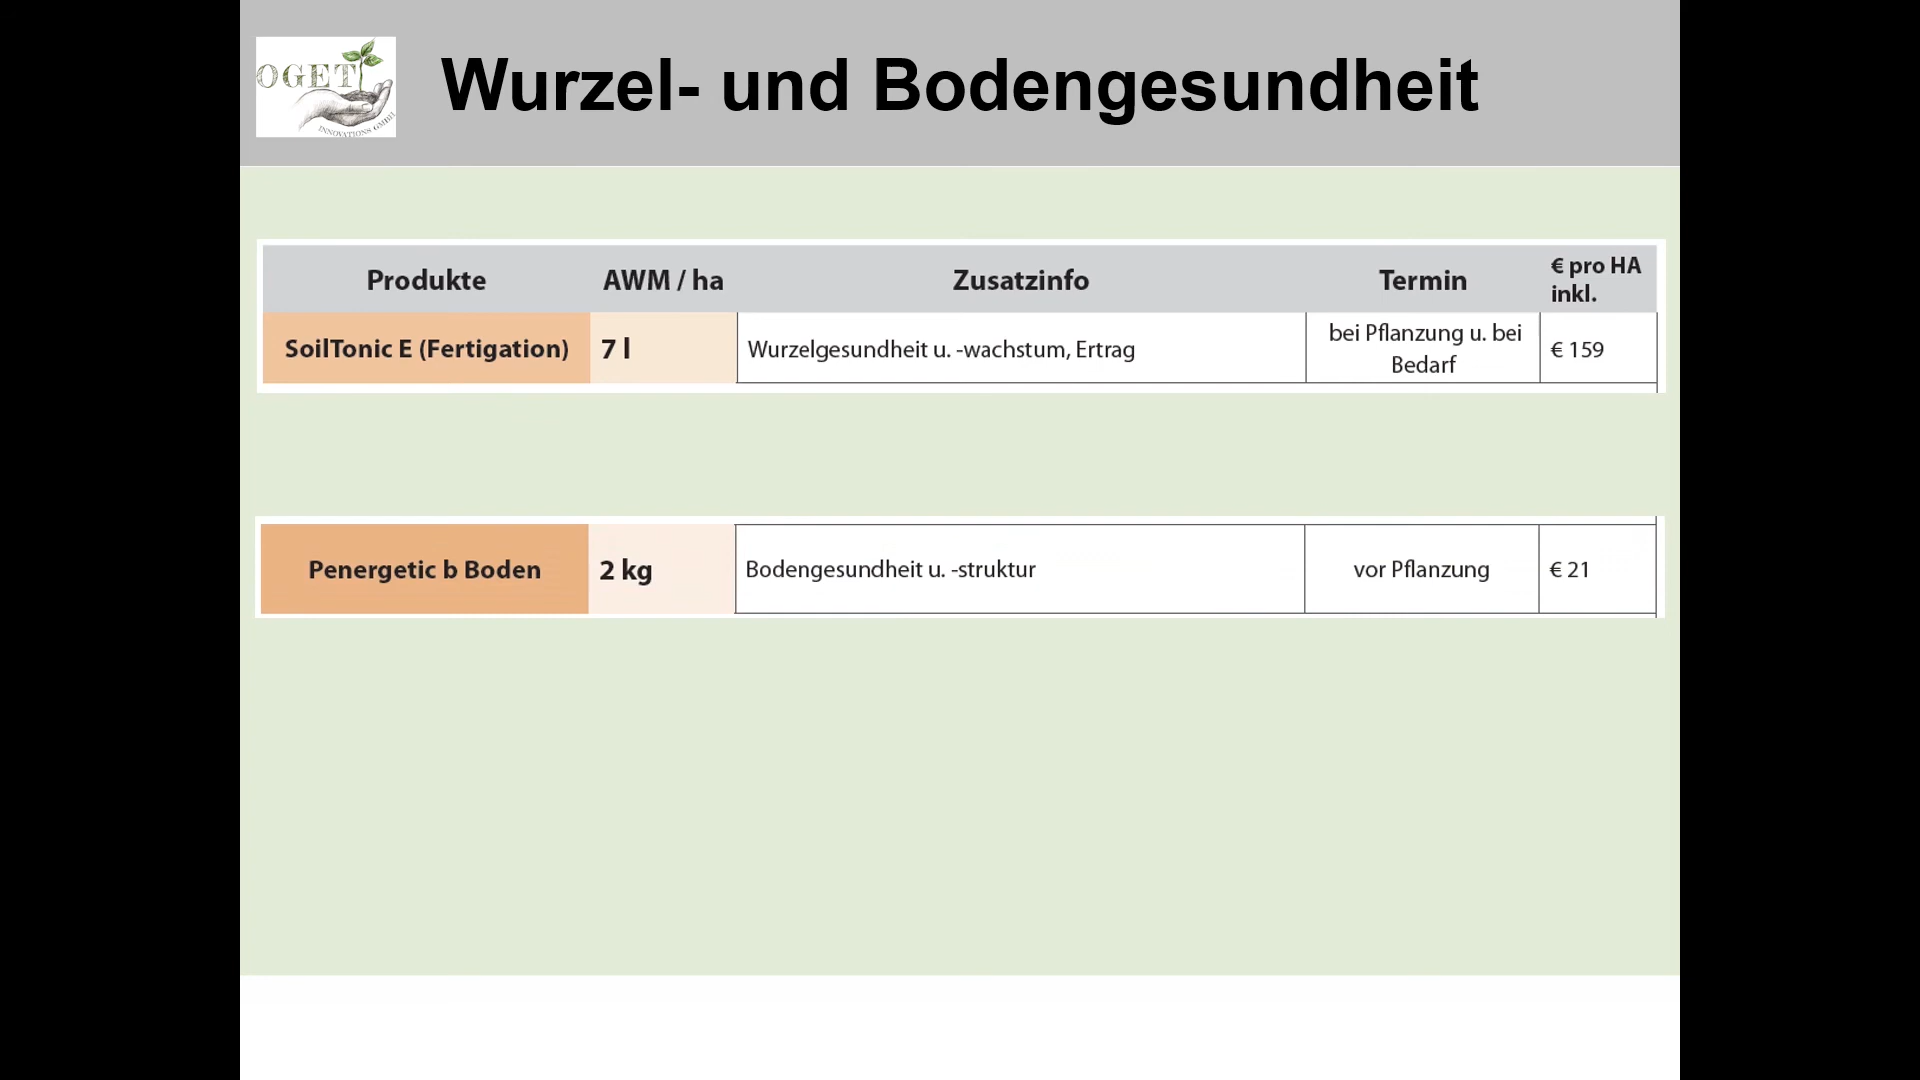 OGET
INNOVATIONS GMBH
Wurzel- und Bodengesundheit
Produkte AWM / ha Zusatzinfo Termin € pro HA inkl.
SoilTonic E (Fertigation) 7 l Wurzelgesundheit u. -wachstum, Ertrag bei Pflanzung u. bei Bedarf € 159
Penergetic b Boden 2 kg Bodengesundheit u. -struktur vor Pflanzung € 21